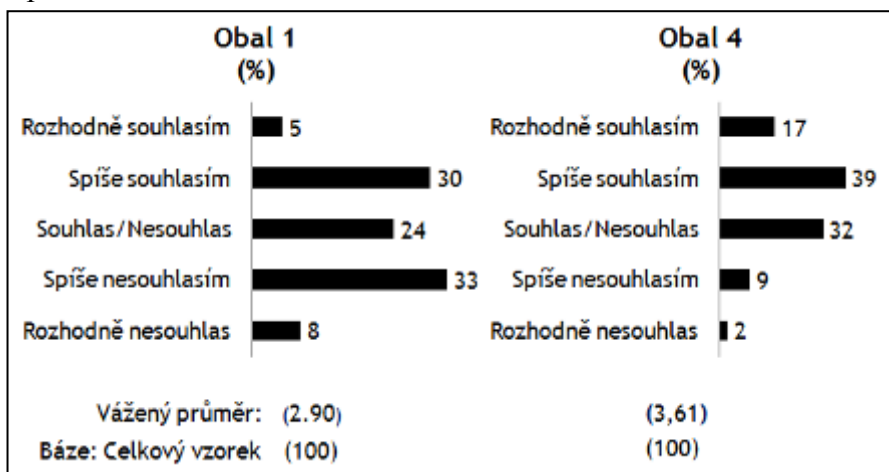 Obal 1
(%)
Rozhodně souhlasím 5
Spíše souhlasím 30
Souhlas/Nesouhlas 24
Spíše nesouhlasím 33
Rozhodně nesouhlas 8
Obal 4
(%)
Rozhodně souhlasím 17
Spíše souhlasím 39
Souhlas/Nesouhlas 32
Spíše nesouhlasím 9
Rozhodně nesouhlas 2
Vážený průměr: (2.90) (3,61)
Báze: Celkový vzorek (100) (100)